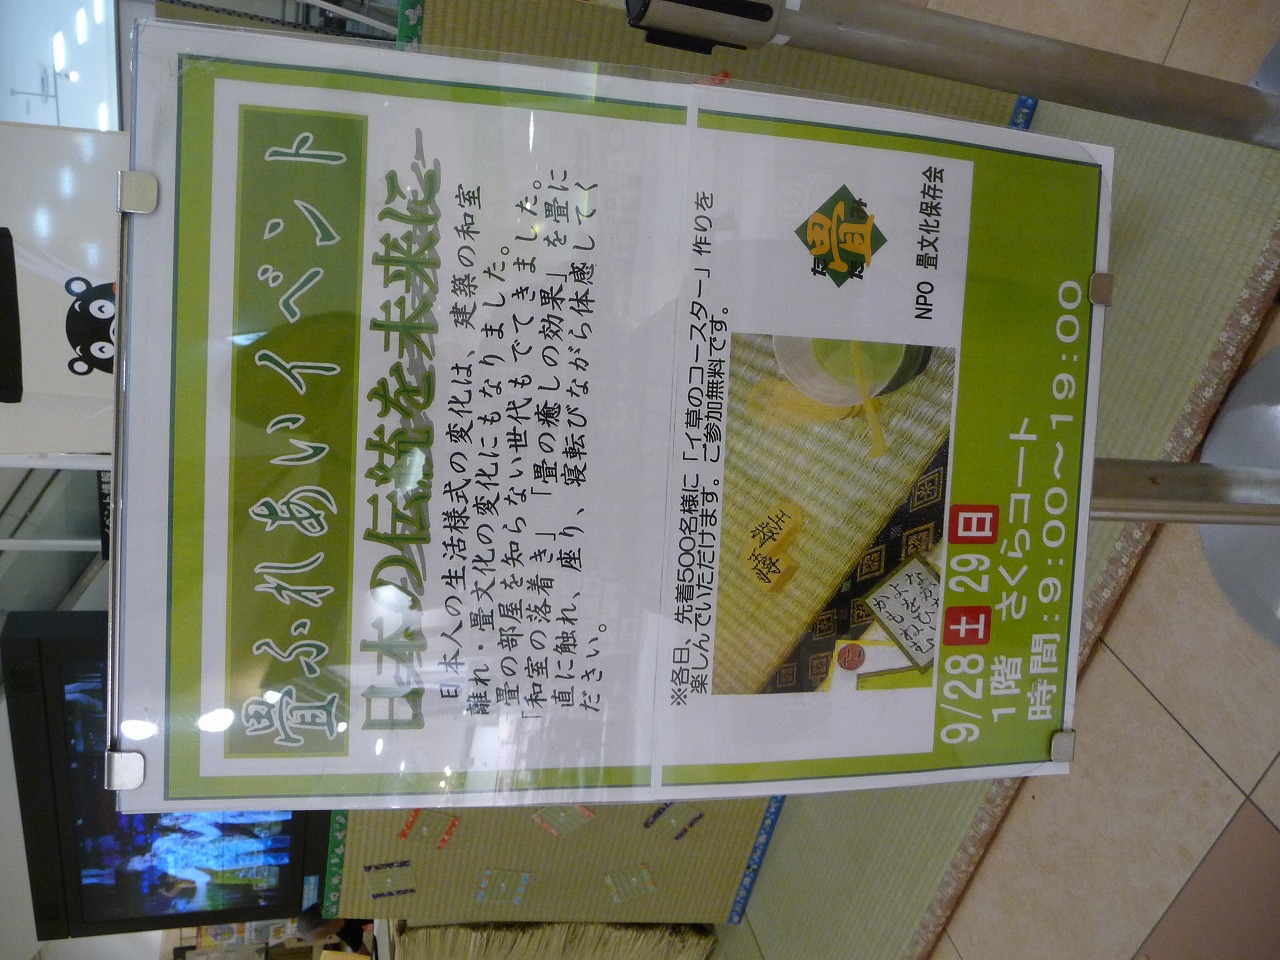 畳ふれあいイベント
日本の伝統を未来に
日本人の生活様式の変化は、建築の和室
離れ・畳文化の変化にもなりました。
畳の部屋を知らない世代もでてきました。
「和室の落着き」、「畳の癒しの効果」を畳に
直に触れ、座り、寝転びながら体感してく
ださい。
※各日、先着500名様に「イ草のコースター」作りを
楽しんでいただけます。ご参加無料です。
畳
たたみ
NPO 畳文化保存会
9/28土 29日
1階 さくらコート
時間:9:00〜19:00